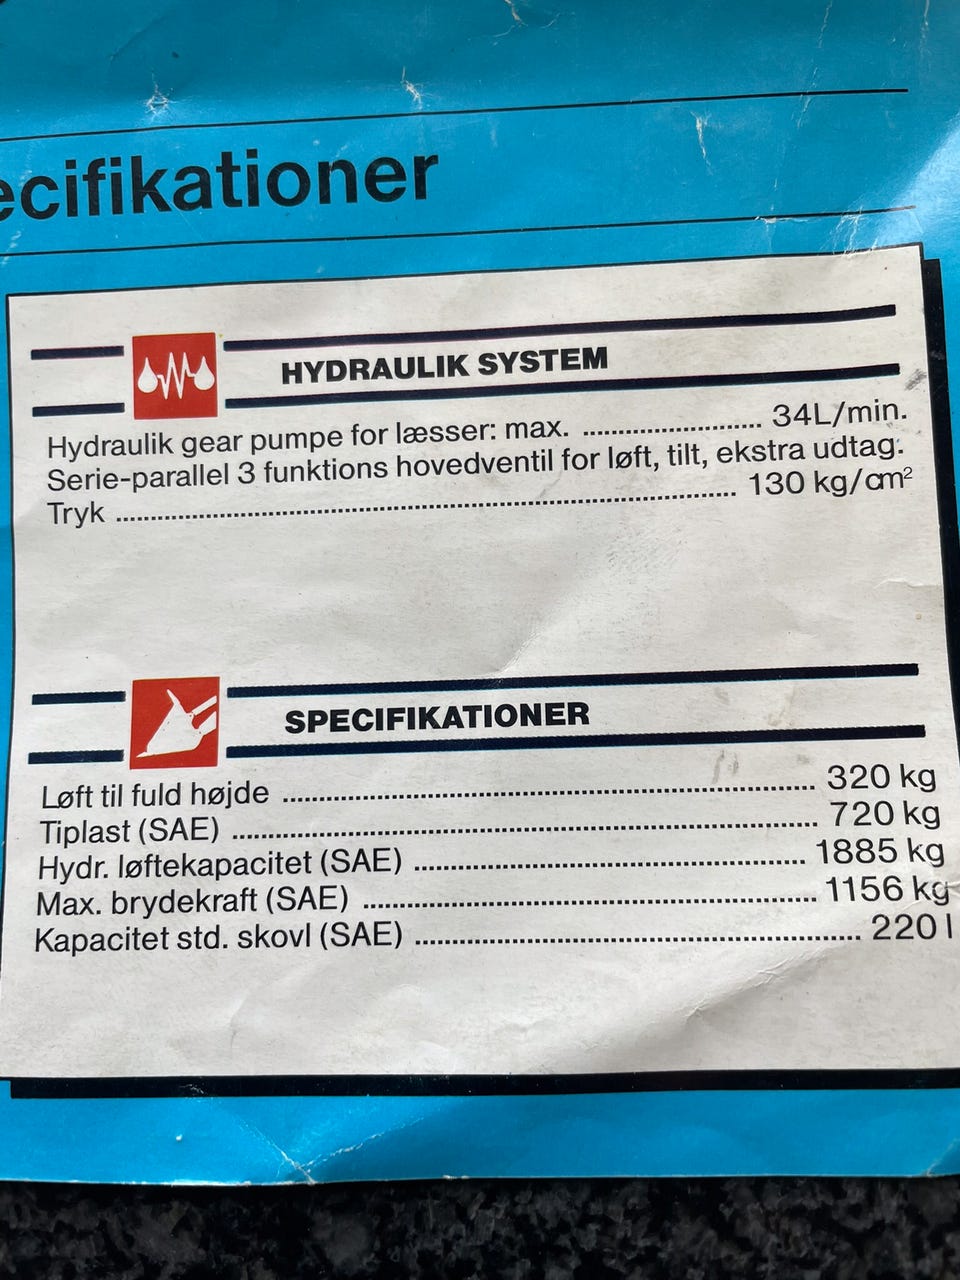 ecifikationer
HYDRAULIK SYSTEM
Hydraulik gear pumpe for læsser: max. .......................... 34L/min.
Serie-parallel 3 funktions hovedventil for løft, tilt, ekstra udtag.
Tryk .......................................................................................... 130 kg/cm²
SPECIFIKATIONER
Løft til fuld højde .............................................................................. 320 kg
Tiplast (SAE) ..................................................................................... 720 kg
Hydr. løftekapacitet (SAE) ......................................................... 1885 kg
Max. brydekraft (SAE) ................................................................ 1156 kg
Kapacitet std. skovl (SAE) ................................................................ 220 l